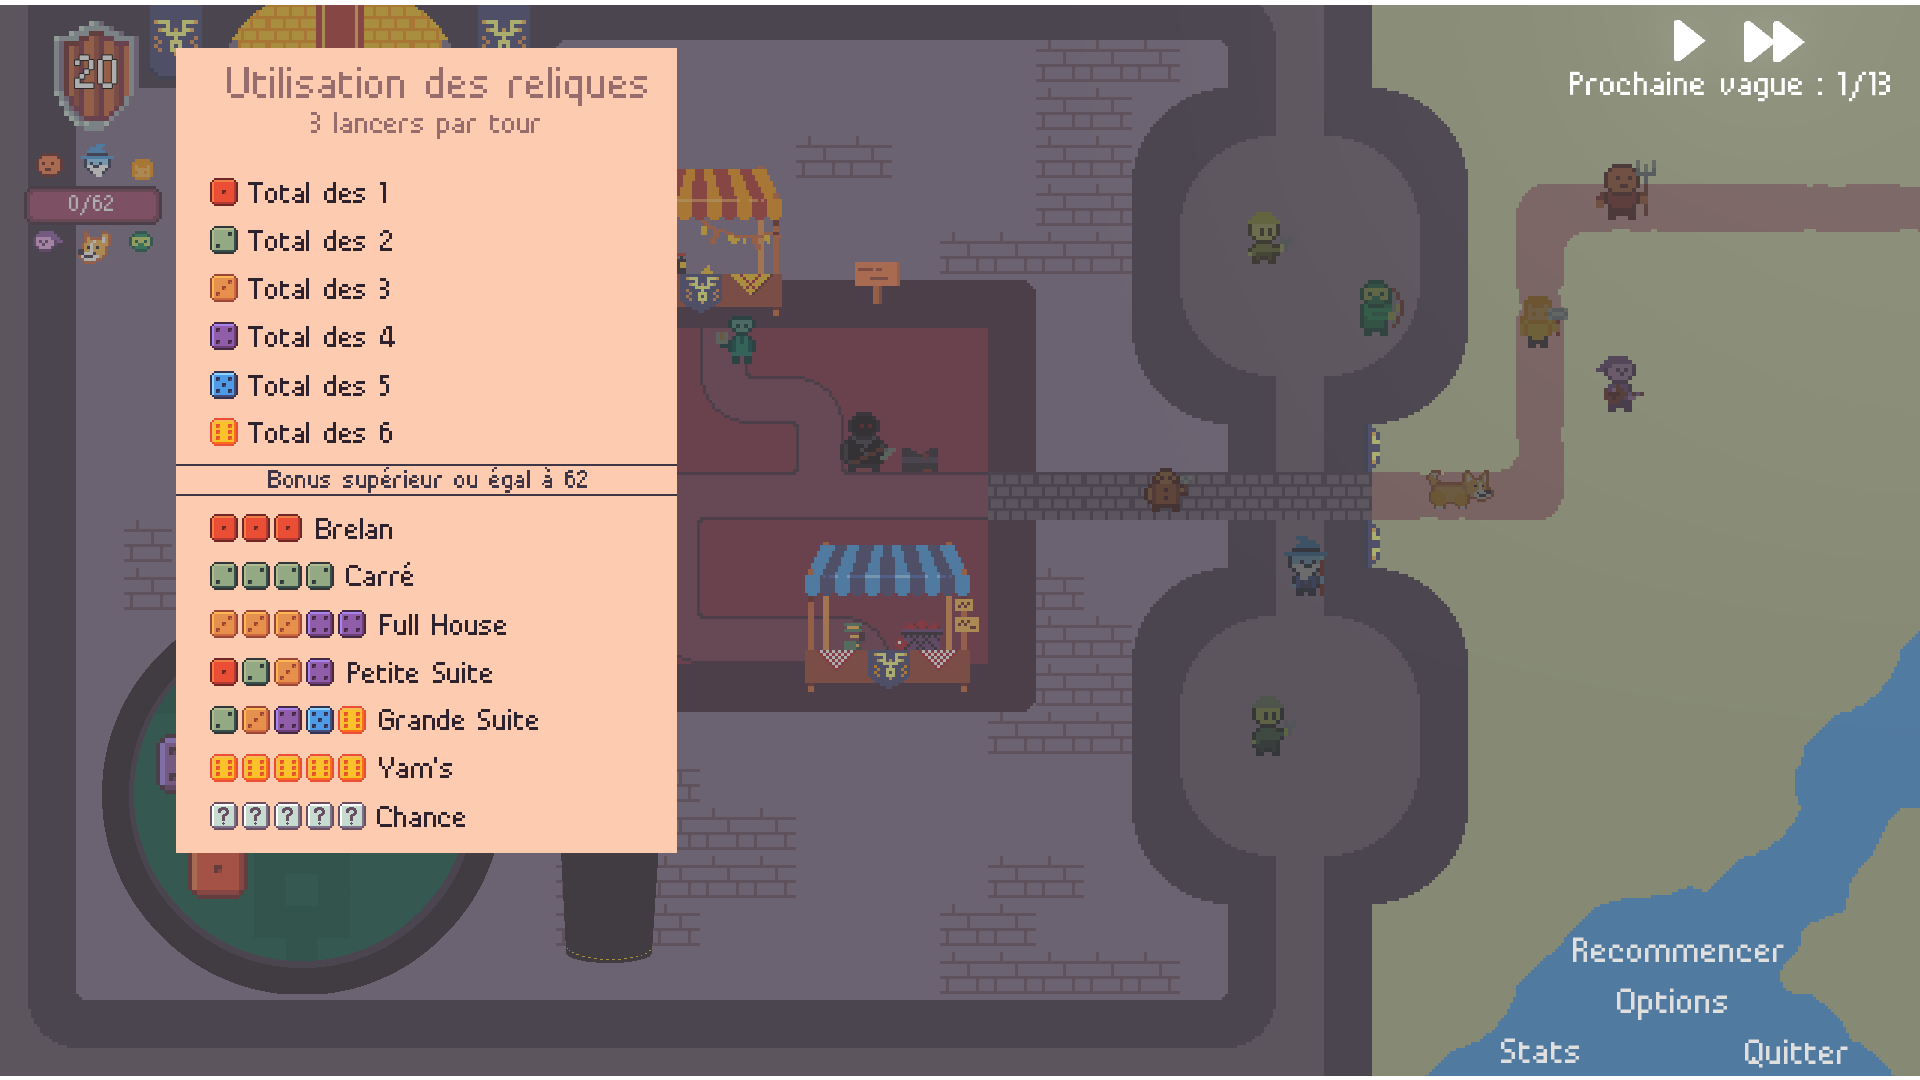 20
0/62
Utilisation des reliques
3 lancers par tour
Total des 1
Total des 2
Total des 3
Total des 4
Total des 5
Total des 6
Bonus supérieur ou égal à 62
Brelan
Carré
Full House
Petite Suite
Grande Suite
Yam's
? ? ? ? ? Chance
Prochaine vague : 1/13
Recommencer
Options
Stats
Quitter